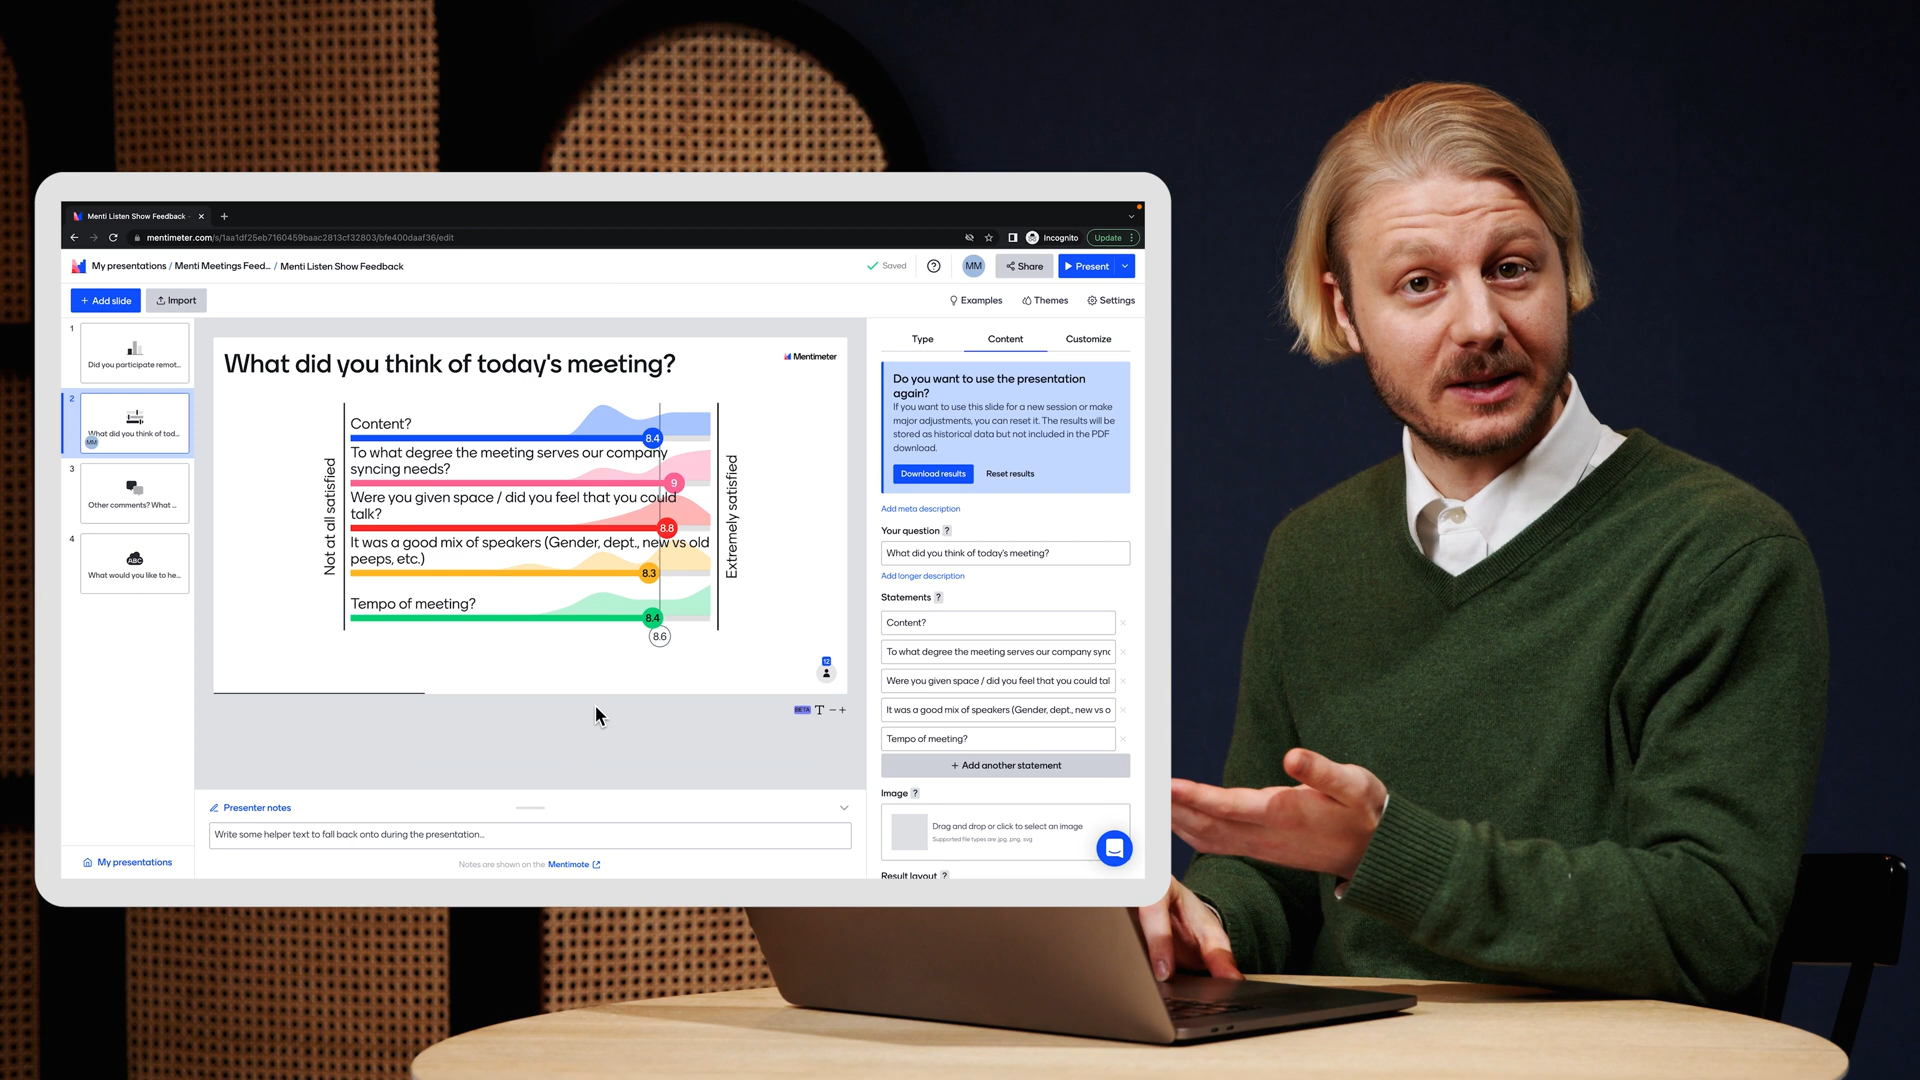 Menti Listen Show Feedback
mentimeter.com/s/1aa1df25eb7160459baac2813cf32803/bfe400daaf36/edit
Incognito
Update
My presentations / Menti Meetings Feed... / Menti Listen Show Feedback
Saved
MM
Share
Present
+ Add slide
Import
Examples
Themes
Settings
1
Did you participate remot...
2
What did you think of tod...
MM
3
Other comments? What ...
4
ABC
What would you like to he...
My presentations
What did you think of today's meeting?
Mentimeter
Not at all satisfied
Content?
8.4
To what degree the meeting serves our company
syncing needs?
9
Were you given space / did you feel that you could
talk?
8.8
It was a good mix of speakers (Gender, dept., new vs old
peeps, etc.)
8.3
Tempo of meeting?
8.4
8.6
Extremely satisfied
12
BETA T − +
Presenter notes
Write some helper text to fall back onto during the presentation...
Notes are shown on the Mentimote
Type
Content
Customize
Do you want to use the presentation
again?
If you want to use this slide for a new session or make
major adjustments, you can reset it. The results will be
stored as historical data but not included in the PDF
download.
Download results
Reset results
Add meta description
Your question ?
What did you think of today's meeting?
Add longer description
Statements ?
Content?
To what degree the meeting serves our company sync
Were you given space / did you feel that you could tal
It was a good mix of speakers (Gender, dept., new vs o
Tempo of meeting?
+ Add another statement
Image ?
Drag and drop or click to select an image
Supported file types are jpg, png, svg
Result layout ?